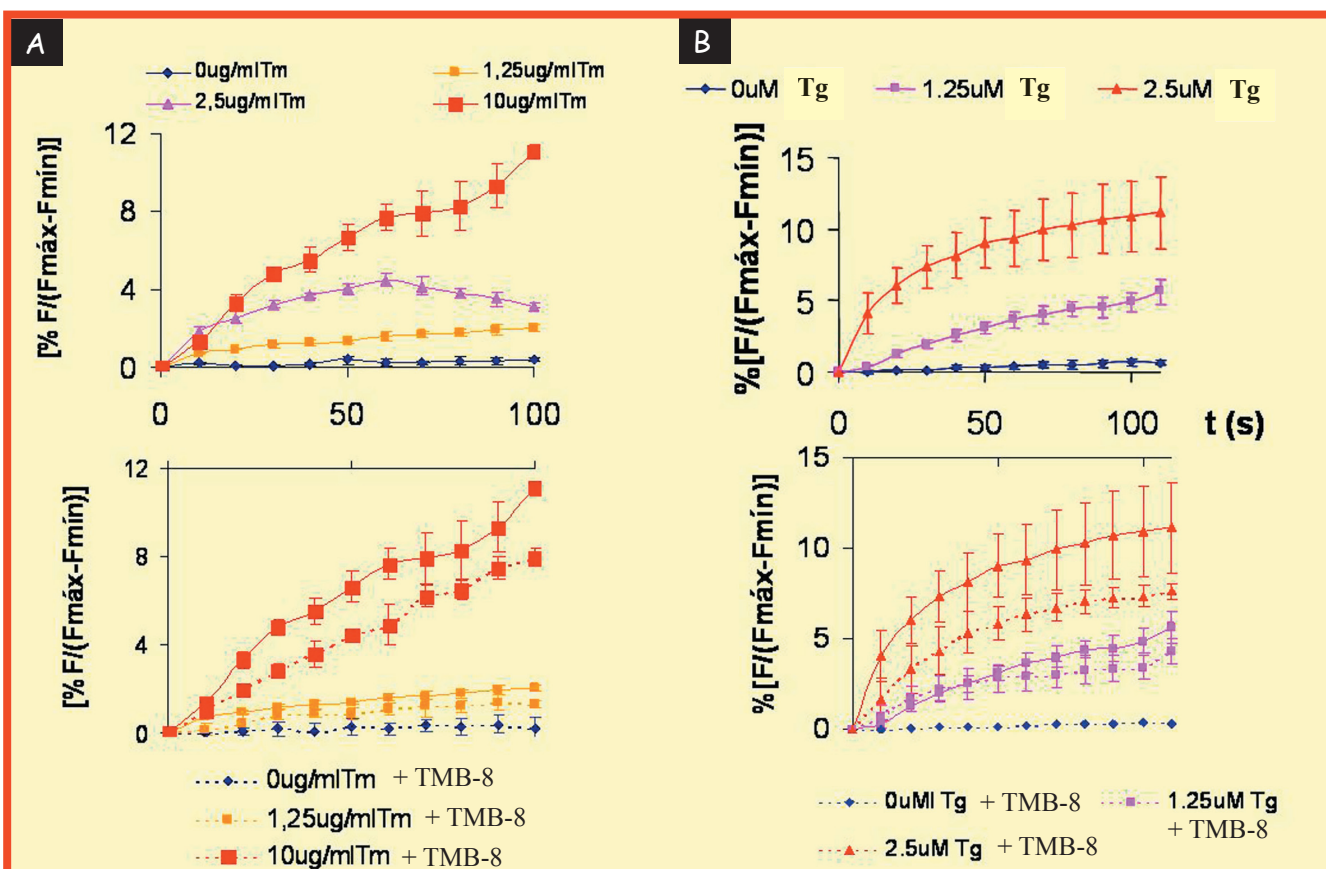 A
0ug/mlTm 1,25ug/mlTm
2,5ug/mlTm 10ug/mlTm
[% F/(Fmáx-Fmín)]
12
8
4
0
0 50 100
[% F/(Fmáx-Fmín)]
12
8
4
0
0ug/mlTm + TMB-8
1,25ug/mlTm + TMB-8
10ug/mlTm + TMB-8
B
0uM Tg 1.25uM Tg 2.5uM Tg
%[F/(Fmáx-Fmín)]
15
10
5
0
0 50 100 t (s)
%[F/(Fmáx-Fmín)]
15
10
5
0
0uMl Tg + TMB-8 1.25uM Tg
+ TMB-8
2.5uM Tg + TMB-8